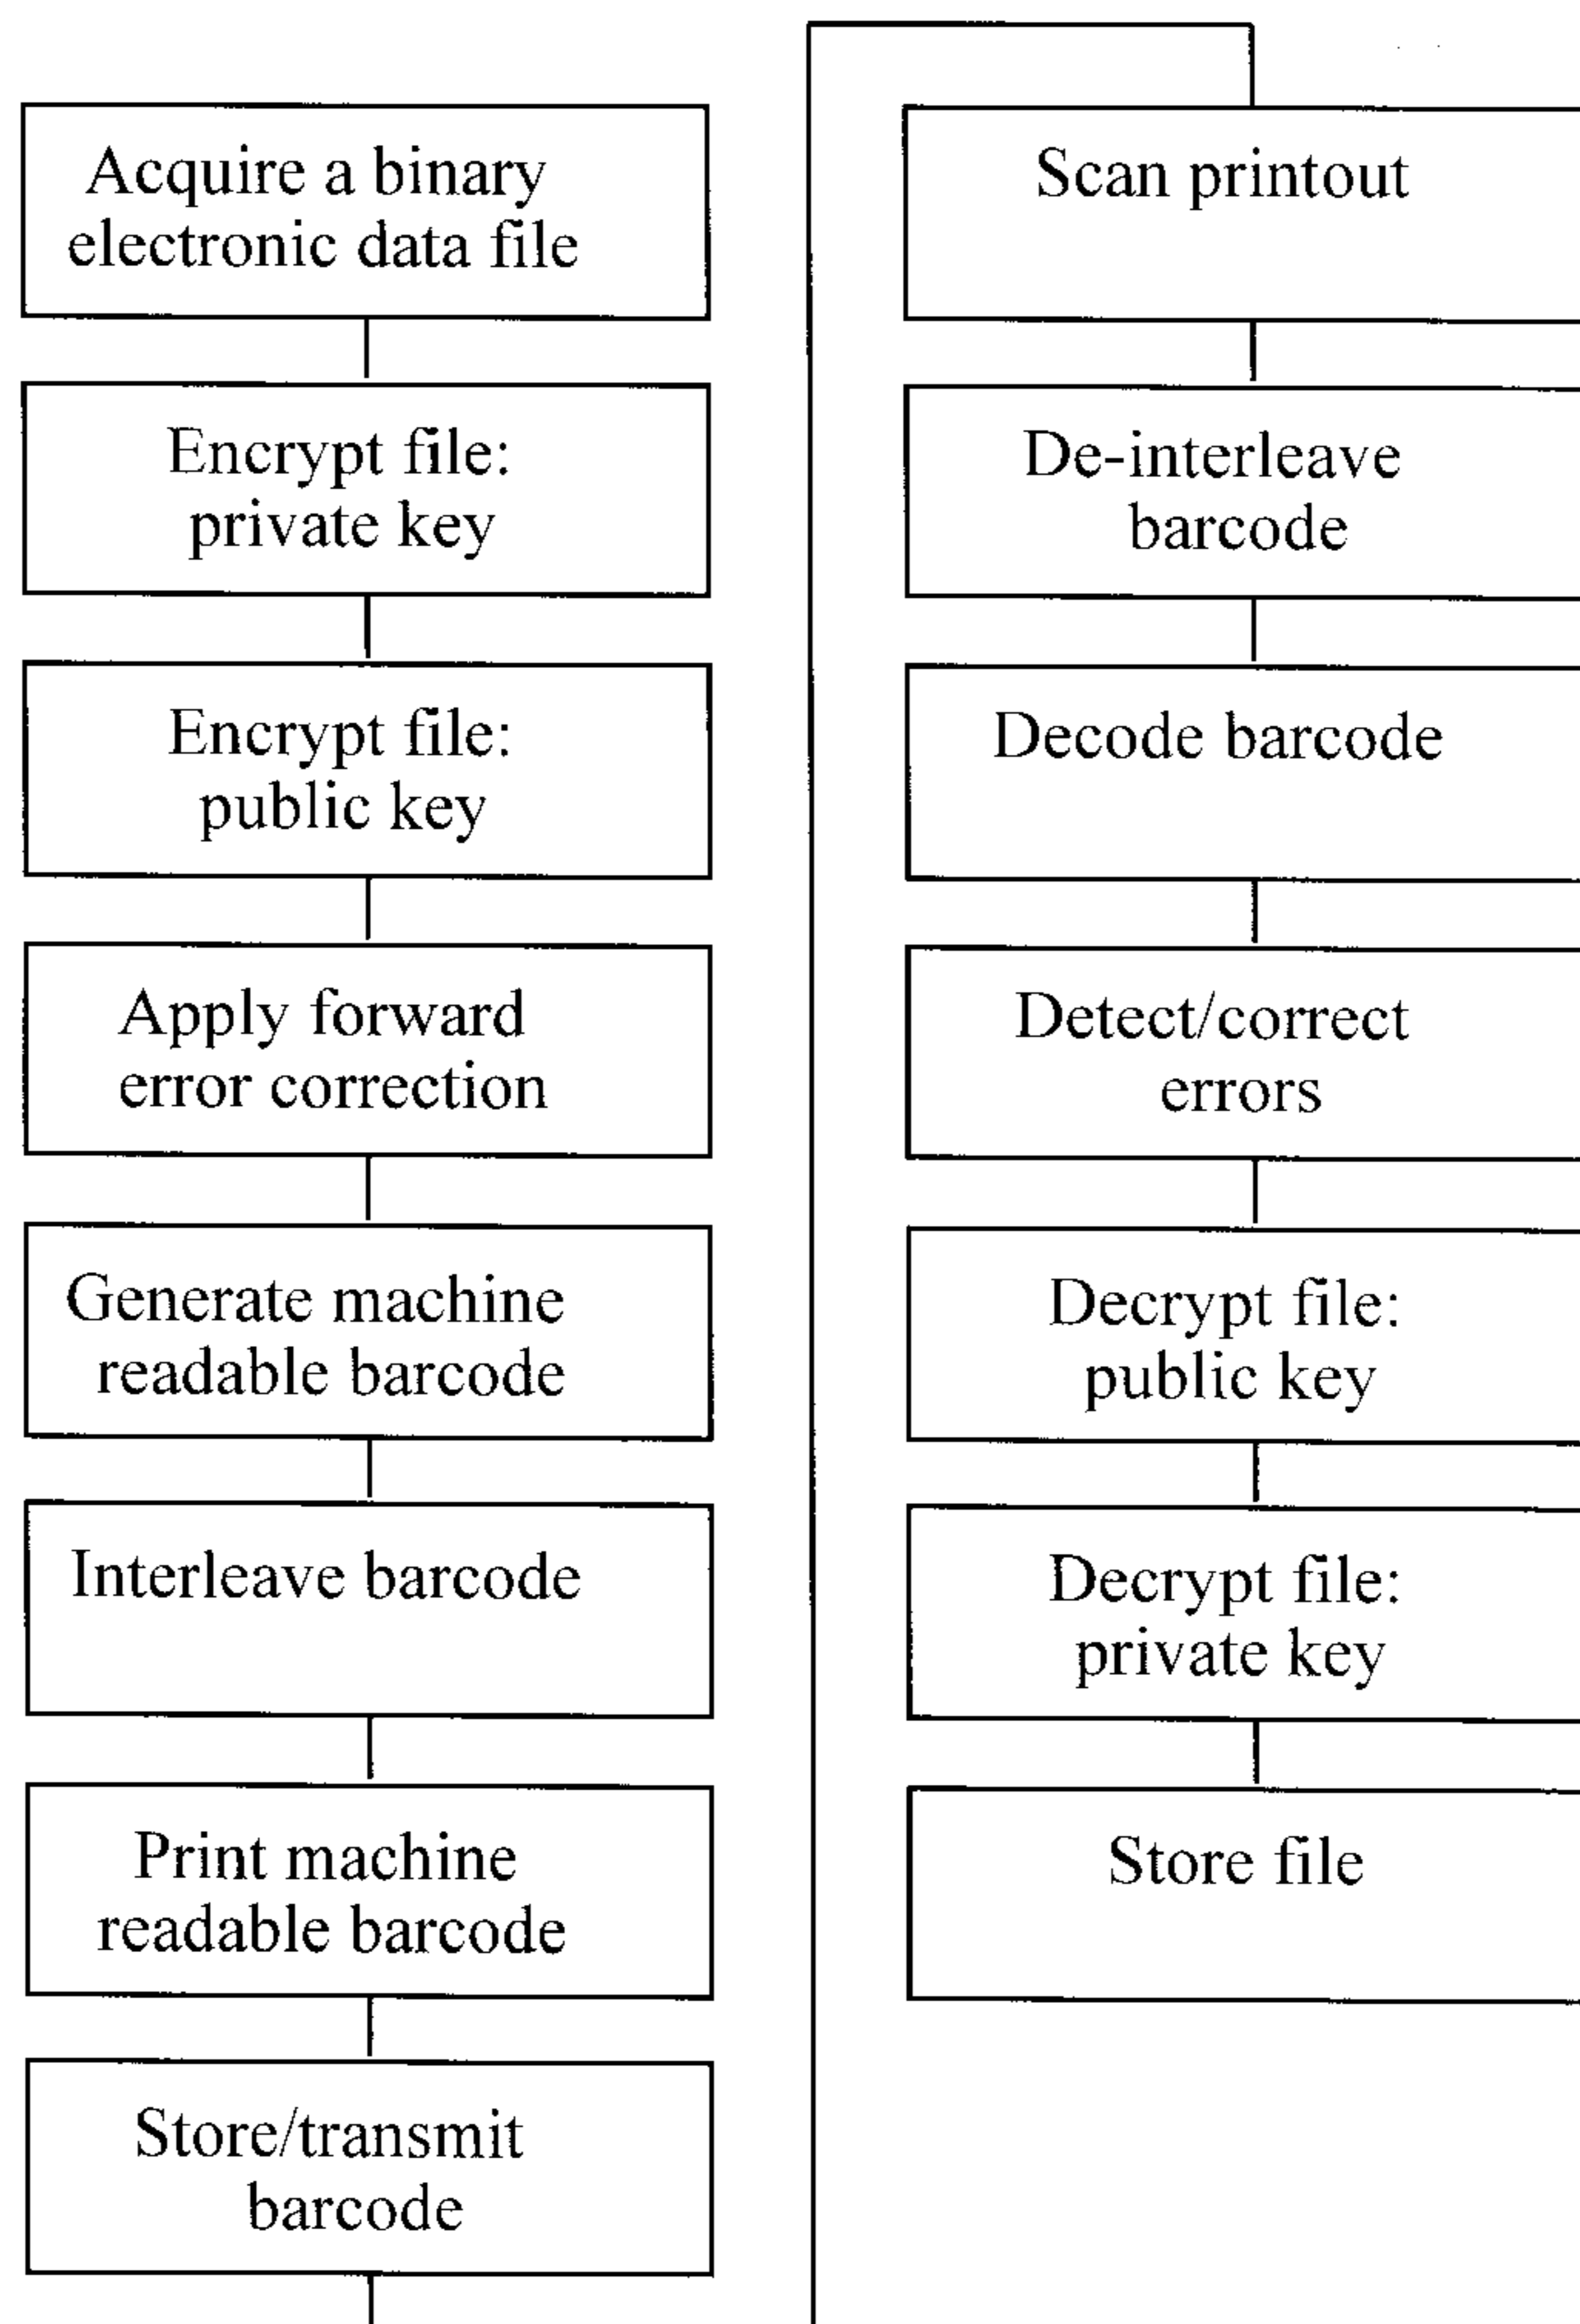 Acquire a binary
electronic data file
Encrypt file:
private key
Encrypt file:
public key
Apply forward
error correction
Generate machine
readable barcode
Interleave barcode
Print machine
readable barcode
Store/transmit
barcode
Scan printout
De-interleave
barcode
Decode barcode
Detect/correct
errors
Decrypt file:
public key
Decrypt file:
private key
Store file